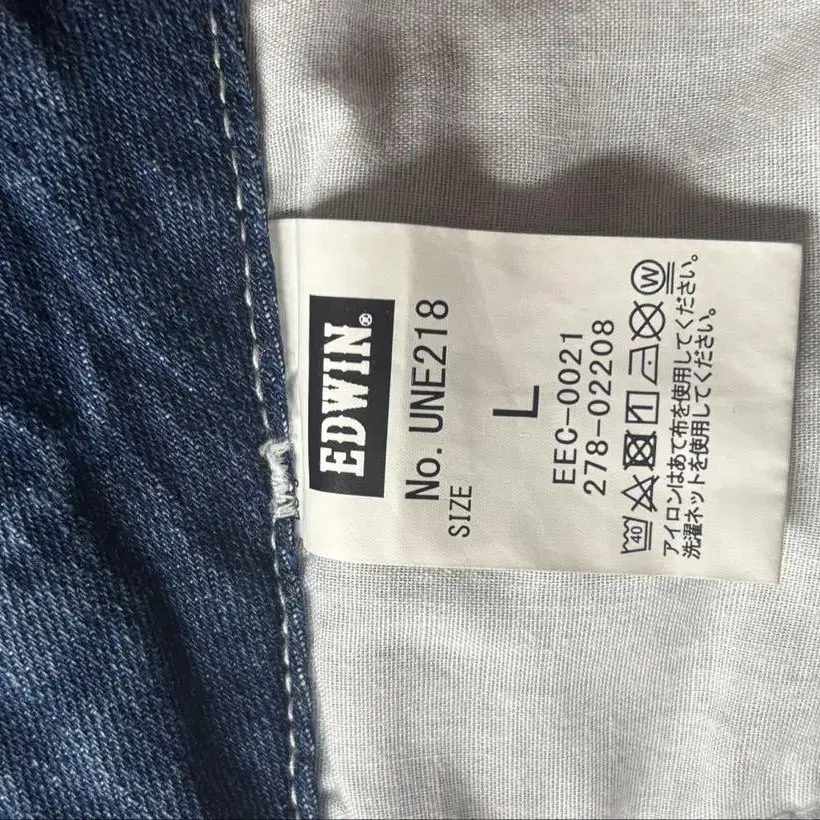 EDWIN®
No. UNE218
SIZE
L
EEC-0021
278-02208
40 1 W
アイロンはあて布を使用してください。
洗濯ネットを使用してください。